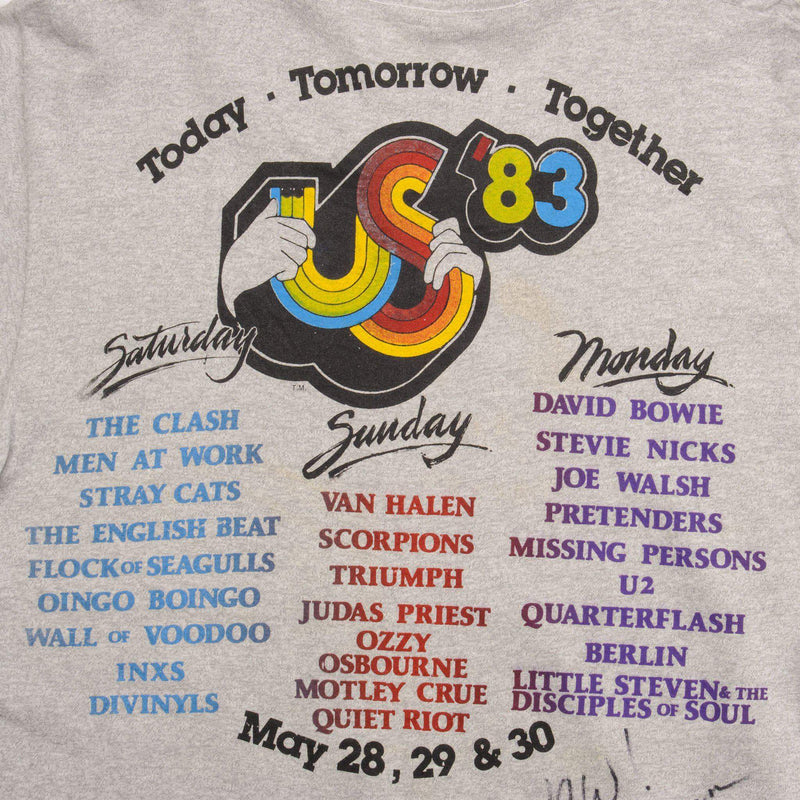 Today · Tomorrow · Together
US '83
T.M.
Saturday
THE CLASH
MEN AT WORK
STRAY CATS
THE ENGLISH BEAT
FLOCK OF SEAGULLS
OINGO BOINGO
WALL OF VOODOO
INXS
DIVINYLS
Sunday
VAN HALEN
SCORPIONS
TRIUMPH
JUDAS PRIEST
OZZY
OSBOURNE
MOTLEY CRUE
QUIET RIOT
Monday
DAVID BOWIE
STEVIE NICKS
JOE WALSH
PRETENDERS
MISSING PERSONS
U2
QUARTERFLASH
BERLIN
LITTLE STEVEN & THE
DISCIPLES OF SOUL
May 28, 29 & 30